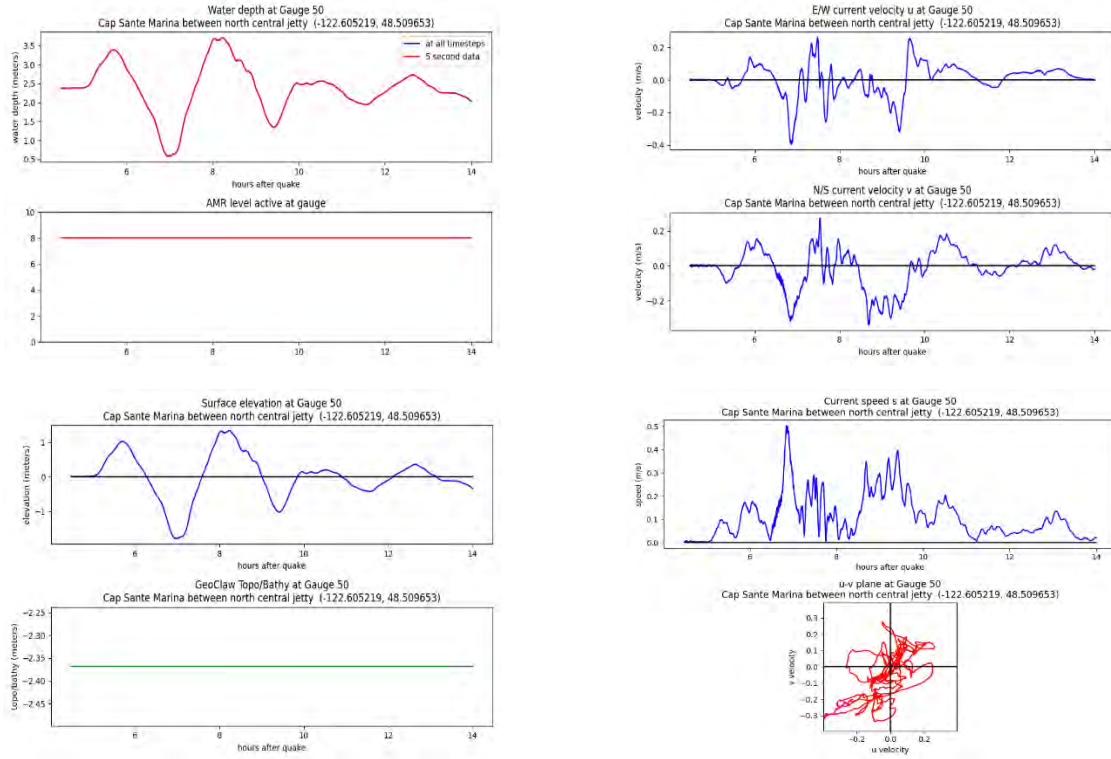 Water depth at Gauge 50
Cap Sante Marina between north central jetty (-122.605219, 48.509653)
at all timesteps
5 second data
water depth (meters)
3.5
3.0
2.5
2.0
1.5
1.0
0.5
6 8 10 12 14
hours after quake
AMR level active at gauge
10
8
6
4
2
0
6 8 10 12 14
hours after quake
Surface elevation at Gauge 50
Cap Sante Marina between north central jetty (-122.605219, 48.509653)
elevation (meters)
1
0
−1
6 8 10 12 14
hours after quake
GeoClaw Topo/Bathy at Gauge 50
Cap Sante Marina between north central jetty (-122.605219, 48.509653)
topo/bathy (meters)
−2.25
−2.30
−2.35
−2.40
−2.45
6 8 10 12 14
hours after quake
E/W current velocity u at Gauge 50
Cap Sante Marina between north central jetty (-122.605219, 48.509653)
velocity (m/s)
0.2
0.0
−0.2
−0.4
6 8 10 12 14
hours after quake
N/S current velocity v at Gauge 50
Cap Sante Marina between north central jetty (-122.605219, 48.509653)
velocity (m/s)
0.2
0.0
−0.2
6 8 10 12 14
hours after quake
Current speed s at Gauge 50
Cap Sante Marina between north central jetty (-122.605219, 48.509653)
speed (m/s)
0.5
0.4
0.3
0.2
0.1
0.0
6 8 10 12 14
hours after quake
u-v plane at Gauge 50
Cap Sante Marina between north central jetty (-122.605219, 48.509653)
v velocity
0.3
0.2
0.1
0.0
−0.1
−0.2
−0.3
−0.2 0.0 0.2
u velocity